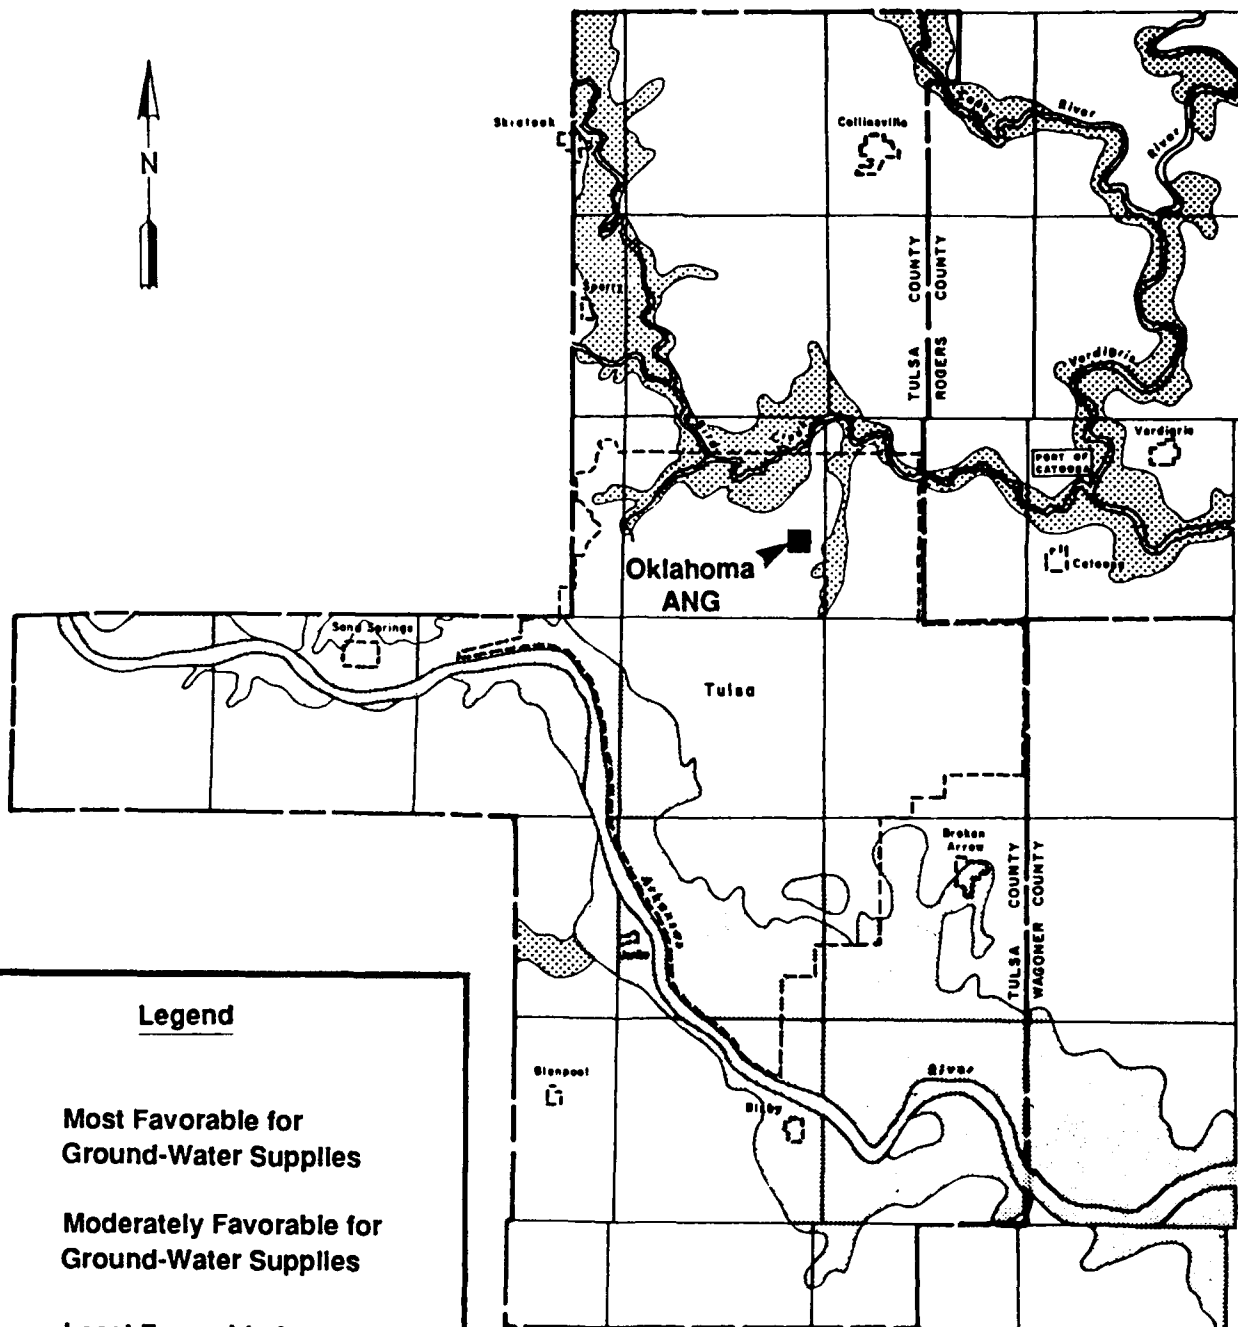 N
Skiatook
Collinsville
River
River
Sperry
TULSA COUNTY
ROGERS COUNTY
Verdigris
Verdigris
PORT OF
CATOOSA
Oklahoma
ANG
Catoosa
Sand Springs
Tulsa
Broken
Arrow
TULSA COUNTY
WAGONER COUNTY
Arkansas
River
Glenpool
Bixby
Legend
Most Favorable for
Ground-Water Supplies
Moderately Favorable for
Ground-Water Supplies